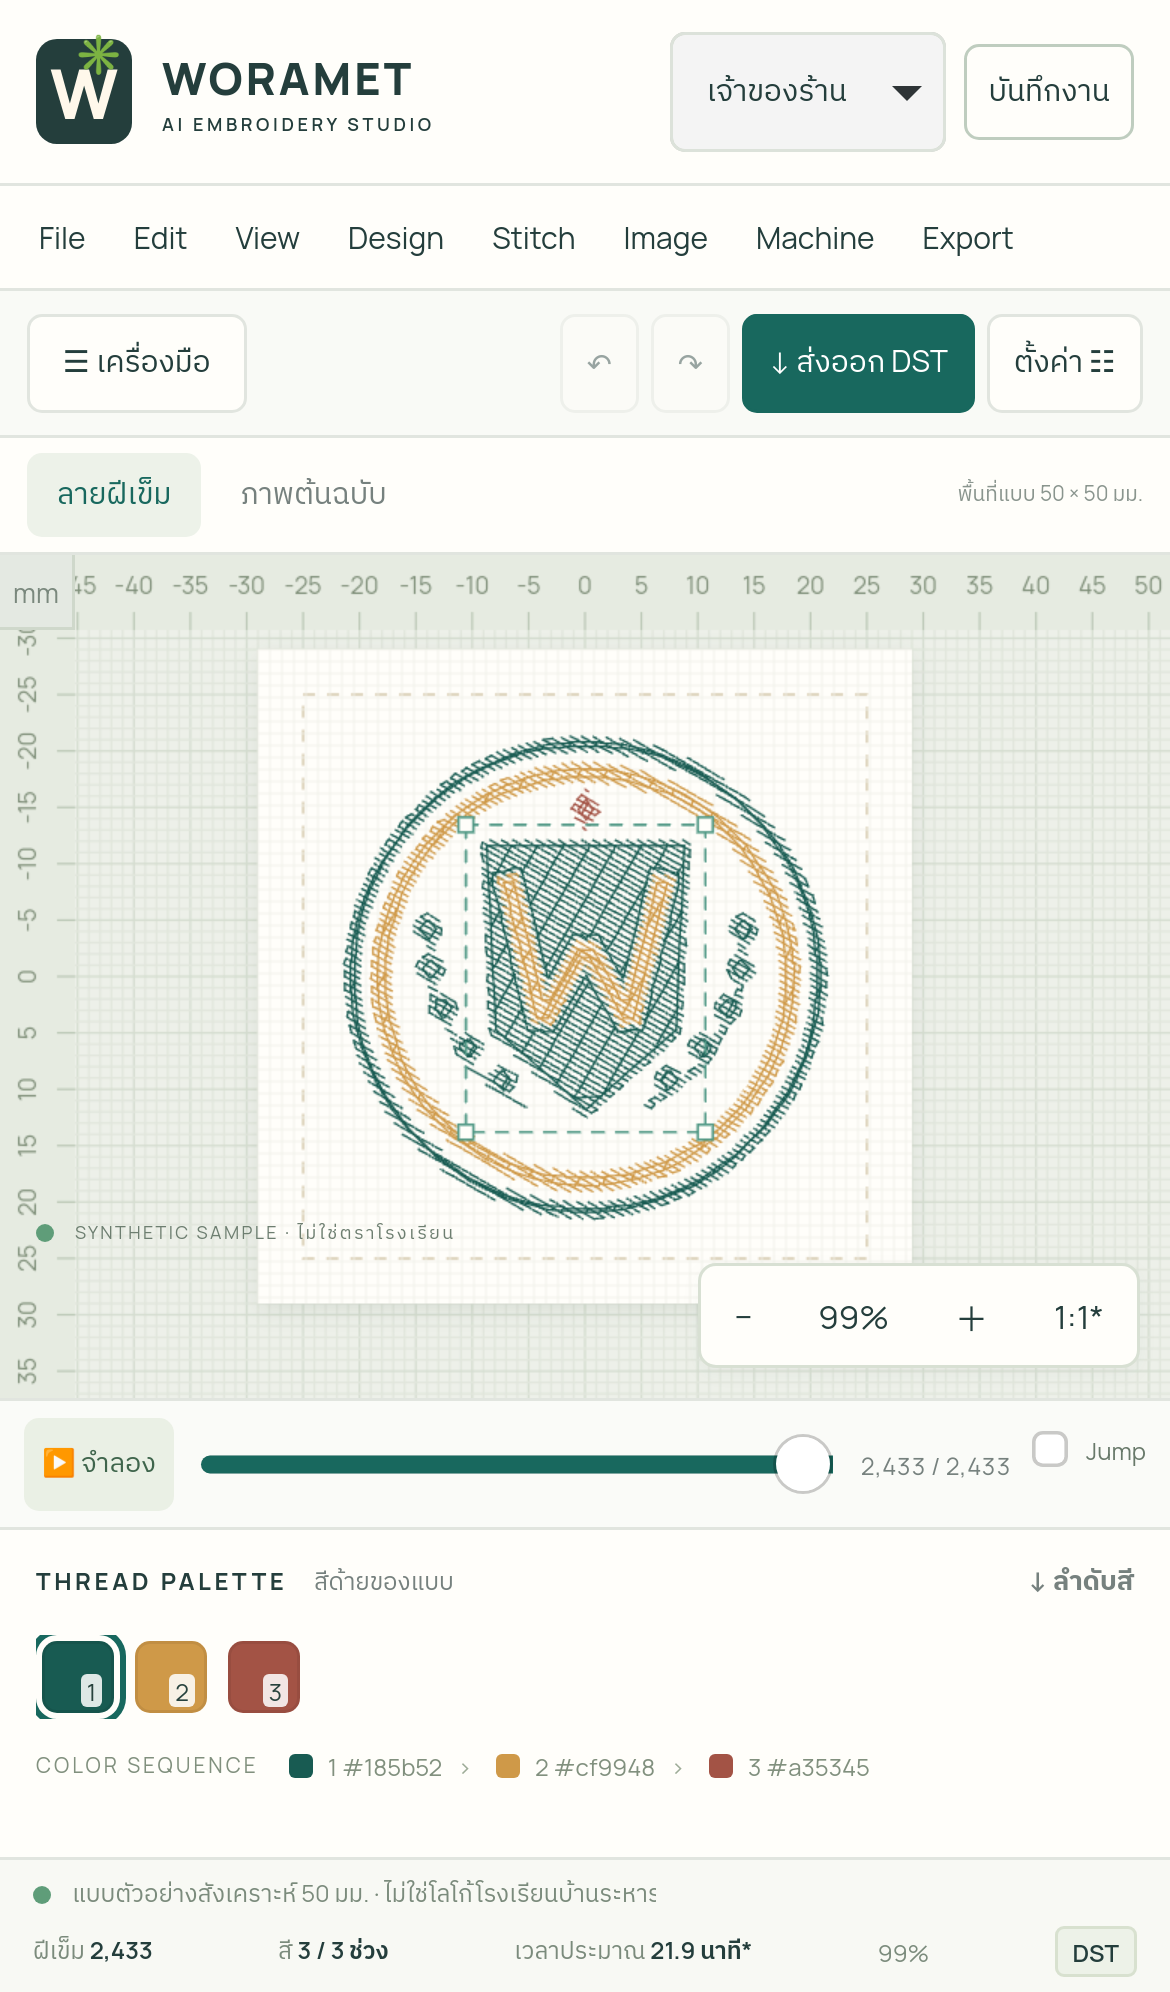 W WORAMET
AI EMBROIDERY STUDIO
เจ้าของร้าน
บันทึกงาน
File Edit View Design Stitch Image Machine Export
☰ เครื่องมือ
↶ ↷
↓ ส่งออก DST
ตั้งค่า ☷
ลายฝีเข็ม ภาพต้นฉบับ พื้นที่แบบ 50 × 50 มม.
mm
45 -40 -35 -30 -25 -20 -15 -10 -5 0 5 10 15 20 25 30 35 40 45 50
-30 -25 -20 -15 -10 -5 0 5 10 15 20 25 30 35
W
SYNTHETIC SAMPLE · ไม่ใช่ตราโรงเรียน
− 99% + 1:1*
▶️ จำลอง 2,433 / 2,433 Jump
THREAD PALETTE สีด้ายของแบบ ↓ ลำดับสี
1 2 3
COLOR SEQUENCE 1 #185b52 › 2 #cf9948 › 3 #a35345
แบบตัวอย่างสังเคราะห์ 50 มม. · ไม่ใช่โลโก้โรงเรียนบ้านระหาร
ฝีเข็ม 2,433 สี 3 / 3 ช่วง เวลาประมาณ 21.9 นาที* 99% DST